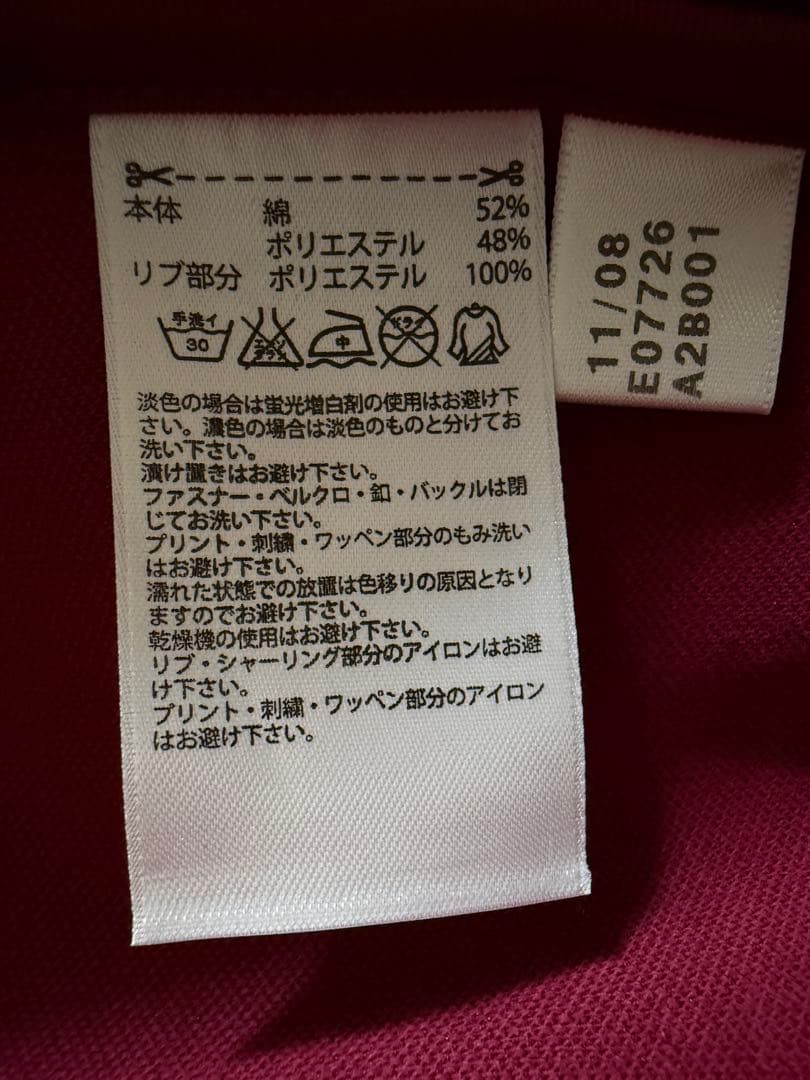 本体 綿 52%
ポリエステル 48%
リブ部分 ポリエステル 100%
手洗イ
30
エンソ
サラシ
中
ドライ
淡色の場合は蛍光増白剤の使用はお避け下
さい。濃色の場合は淡色のものと分けてお
洗い下さい。
漬け置きはお避け下さい。
ファスナー・ベルクロ・釦・バックルは閉
じてお洗い下さい。
プリント・刺繍・ワッペン部分のもみ洗い
はお避け下さい。
濡れた状態での放置は色移りの原因となり
ますのでお避け下さい。
乾燥機の使用はお避け下さい。
リブ・シャーリング部分のアイロンはお避
け下さい。
プリント・刺繍・ワッペン部分のアイロン
はお避け下さい。
11/08
E07726
A2B001